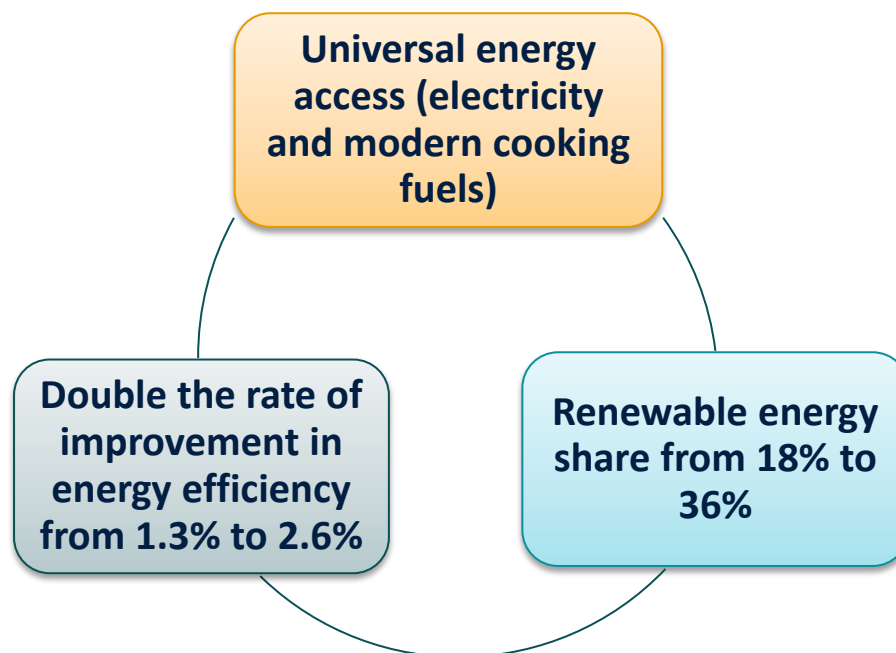 Universal energy
access (electricity
and modern cooking
fuels)
Double the rate of
improvement in
energy efficiency
from 1.3% to 2.6%
Renewable energy
share from 18% to
36%